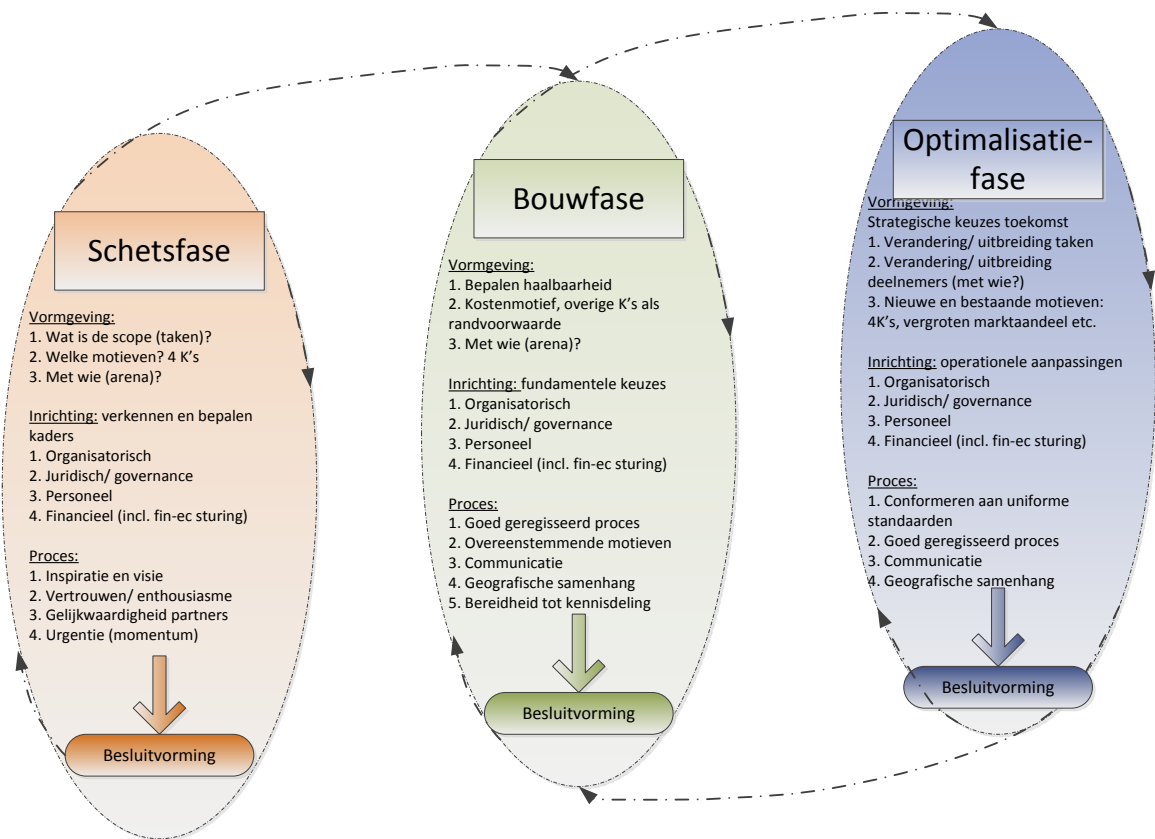 Schetsfase
Vormgeving:
1. Wat is de scope (taken)?
2. Welke motieven? 4 K's
3. Met wie (arena)?
Inrichting: verkennen en bepalen
kaders
1. Organisatorisch
2. Juridisch/ governance
3. Personeel
4. Financieel (incl. fin-ec sturing)
Proces:
1. Inspiratie en visie
2. Vertrouwen/ enthousiasme
3. Gelijkwaardigheid partners
4. Urgentie (momentum)
Besluitvorming
Bouwfase
Vormgeving:
1. Bepalen haalbaarheid
2. Kostenmotief, overige K's als
randvoorwaarde
3. Met wie (arena)?
Inrichting: fundamentele keuzes
1. Organisatorisch
2. Juridisch/ governance
3. Personeel
4. Financieel (incl. fin-ec sturing)
Proces:
1. Goed geregisseerd proces
2. Overeenstemmende motieven
3. Communicatie
4. Geografische samenhang
5. Bereidheid tot kennisdeling
Besluitvorming
Optimalisatie-
fase
Vormgeving:
Strategische keuzes toekomst
1. Verandering/ uitbreiding taken
2. Verandering/ uitbreiding
deelnemers (met wie?)
3. Nieuwe en bestaande motieven:
4K's, vergroten marktaandeel etc.
Inrichting: operationele aanpassingen
1. Organisatorisch
2. Juridisch/ governance
3. Personeel
4. Financieel (incl. fin-ec sturing)
Proces:
1. Conformeren aan uniforme
standaarden
2. Goed geregisseerd proces
3. Communicatie
4. Geografische samenhang
Besluitvorming